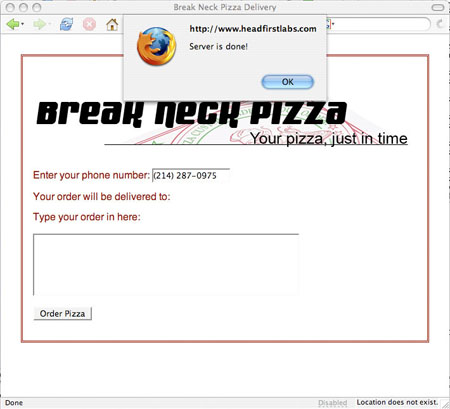 Break Neck Pizza Delivery
http://www.headfirstlabs.com
Server is done!
OK
Break Neck Pizza
Your pizza, just in time
Enter your phone number: (214) 287-0975
Your order will be delivered to:
Type your order in here:
Order Pizza
Done Disabled Location does not exist.